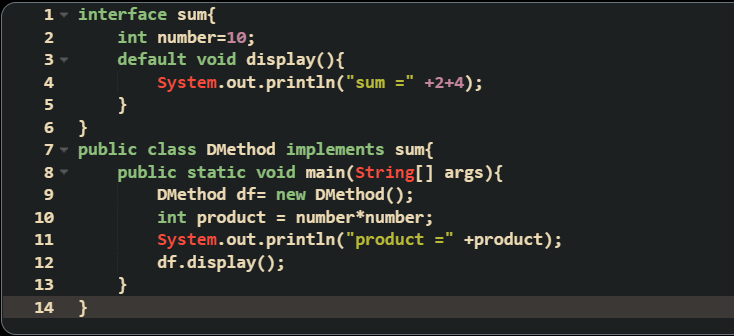 1 interface sum{
2 int number=10;
3 default void display(){
4 System.out.println("sum =" +2+4);
5 }
6 }
7 public class DMethod implements sum{
8 public static void main(String[] args){
9 DMethod df= new DMethod();
10 int product = number*number;
11 System.out.println("product =" +product);
12 df.display();
13 }
14 }